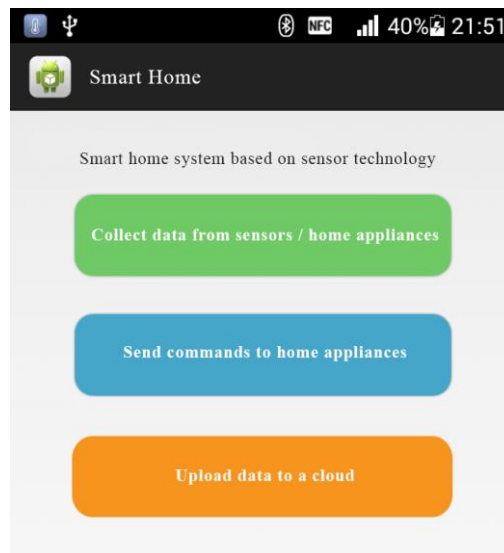 NFC 40% 21:51
Smart Home
Smart home system based on sensor technology
Collect data from sensors / home appliances
Send commands to home appliances
Upload data to a cloud